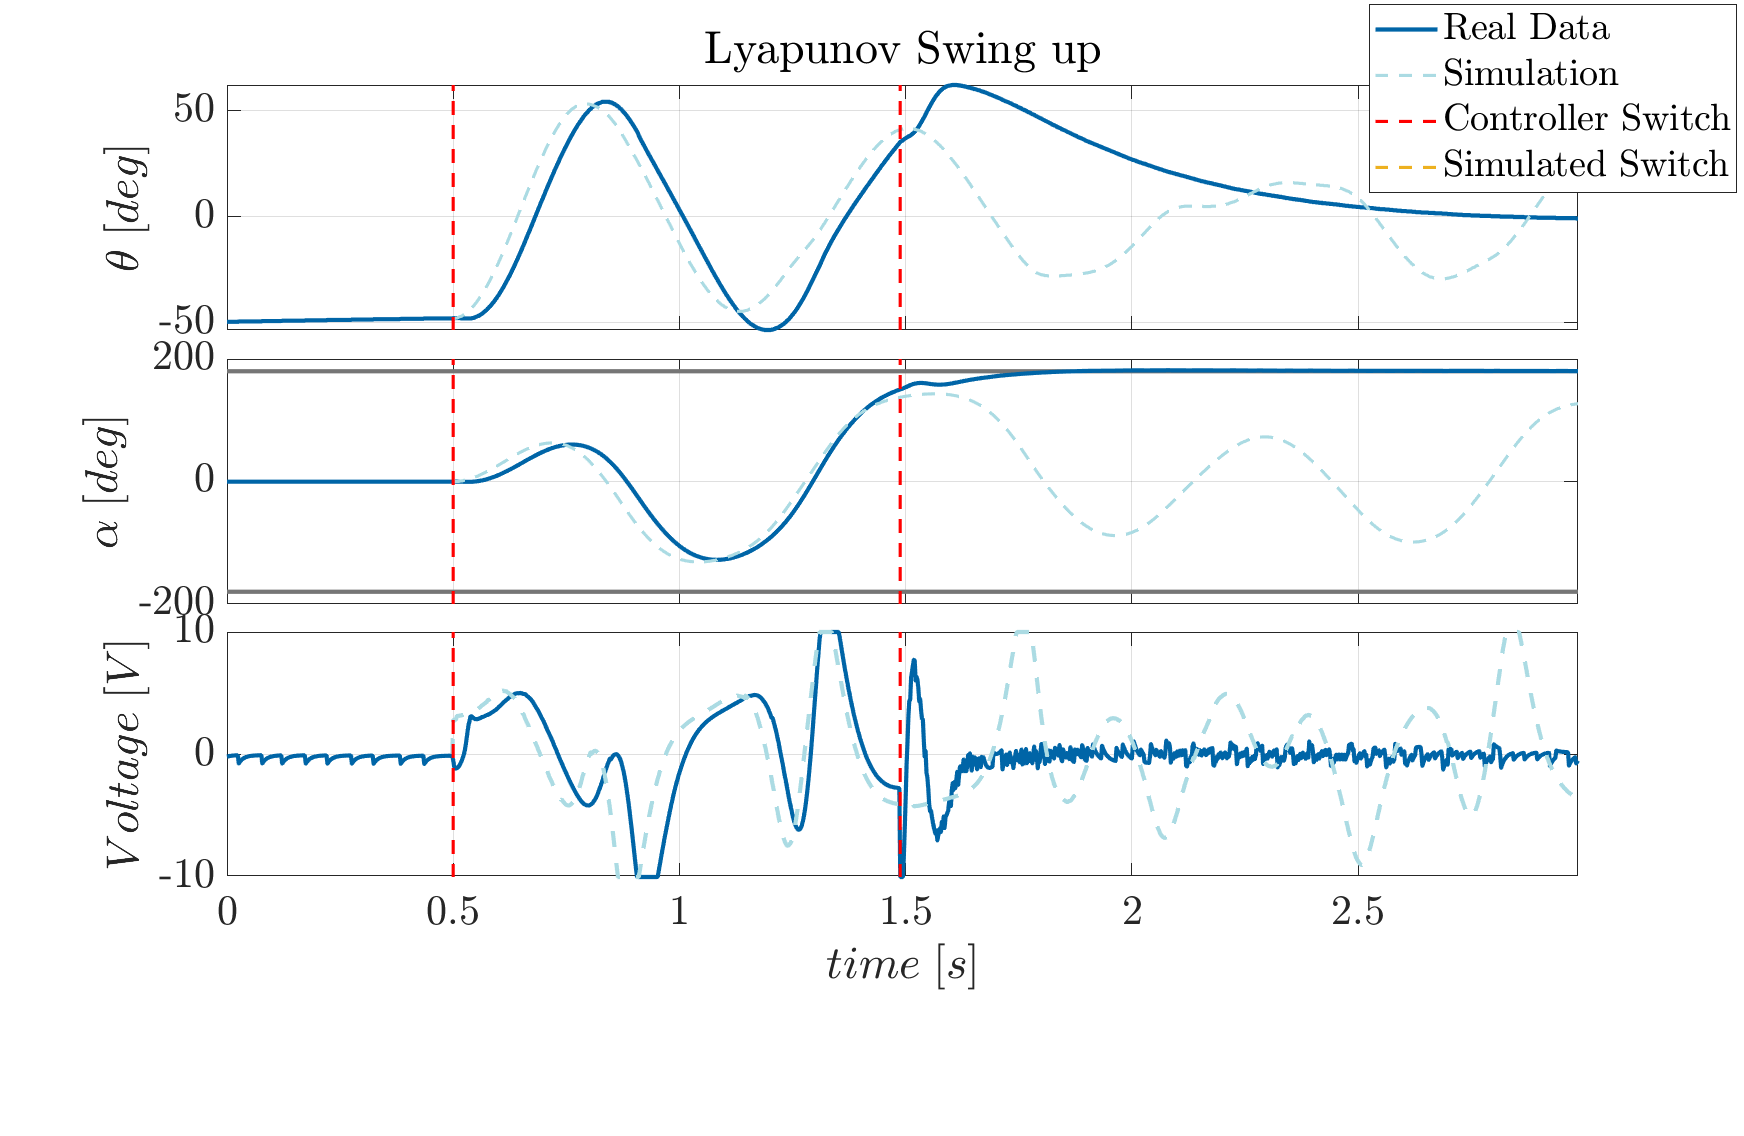 Lyapunov Swing up
Real Data
Simulation
Controller Switch
Simulated Switch
50
0
-50
θ [deg]
200
0
-200
α [deg]
10
0
-10
Voltage [V]
0 0.5 1 1.5 2 2.5
time [s]